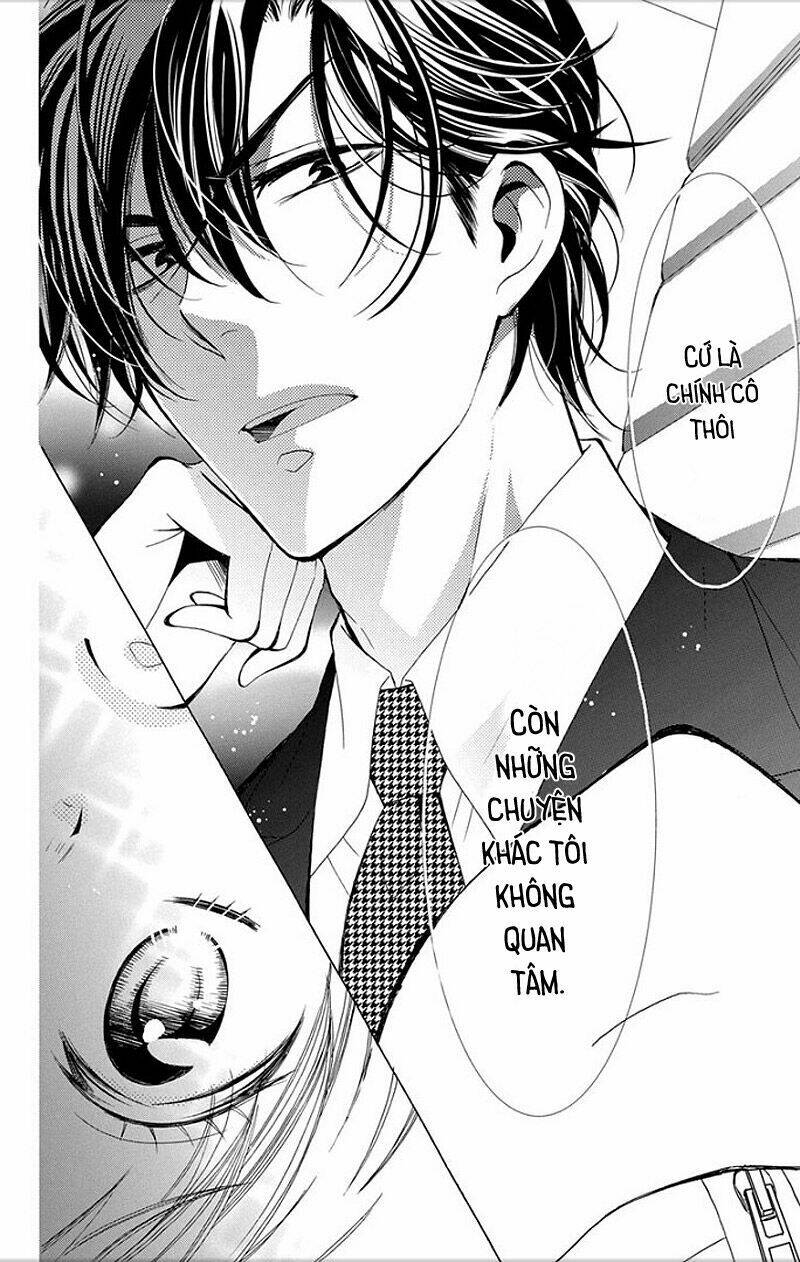 CỨ LÀ
CHÍNH CÔ
THÔI
CÒN
NHỮNG
CHUYỆN
KHÁC TÔI
KHÔNG
QUAN
TÂM.